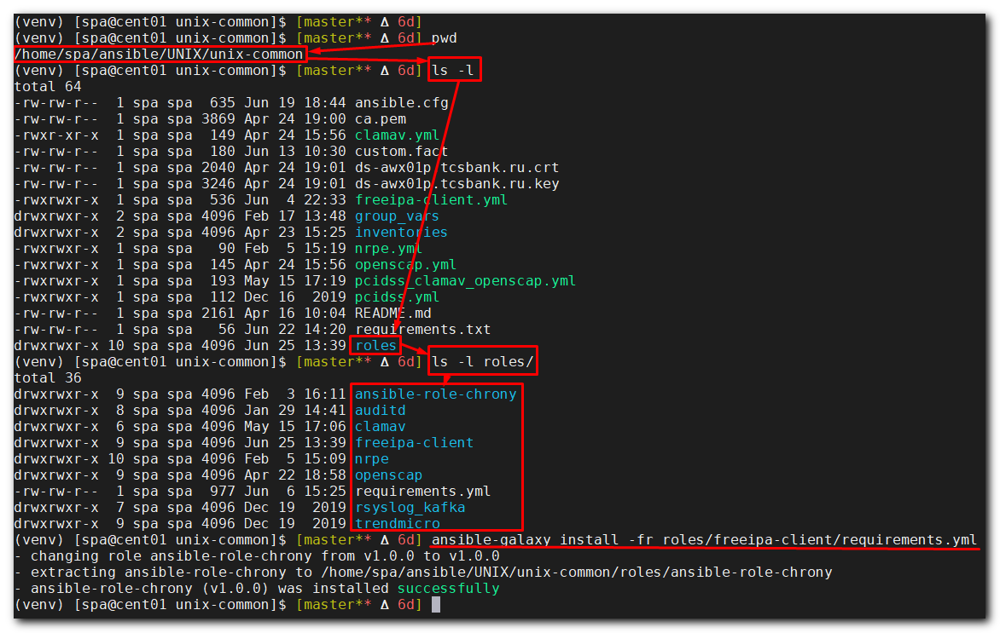 (venv) [spa@cent01 unix-common]$ [master** Δ 6d]
(venv) [spa@cent01 unix-common]$ [master** Δ 6d] pwd
/home/spa/ansible/UNIX/unix-common
(venv) [spa@cent01 unix-common]$ [master** Δ 6d] ls -l
total 64
-rw-rw-r--  1 spa spa  635 Jun 19 18:44 ansible.cfg
-rw-rw-r--  1 spa spa 3869 Apr 24 19:00 ca.pem
-rwxr-xr-x  1 spa spa  149 Apr 24 15:56 clamav.yml
-rw-rw-r--  1 spa spa  180 Jun 13 10:30 custom.fact
-rw-rw-r--  1 spa spa 2040 Apr 24 19:01 ds-awx01p.tcsbank.ru.crt
-rw-rw-r--  1 spa spa 3246 Apr 24 19:01 ds-awx01p.tcsbank.ru.key
-rwxrwxr-x  1 spa spa  536 Jun  4 22:33 freeipa-client.yml
drwxrwxr-x  2 spa spa 4096 Feb 17 13:48 group_vars
drwxrwxr-x  2 spa spa 4096 Apr 23 15:25 inventories
-rwxrwxr-x  1 spa spa   90 Feb  5 15:19 nrpe.yml
-rwxrwxr-x  1 spa spa  145 Apr 24 15:56 openscap.yml
-rwxrwxr-x  1 spa spa  193 May 15 17:19 pcidss_clamav_openscap.yml
-rwxrwxr-x  1 spa spa  112 Dec 16  2019 pcidss.yml
-rw-rw-r--  1 spa spa 2161 Apr 16 10:04 README.md
-rw-rw-r--  1 spa spa   56 Jun 22 14:20 requirements.txt
drwxrwxr-x 10 spa spa 4096 Jun 25 13:39 roles
(venv) [spa@cent01 unix-common]$ [master** Δ 6d] ls -l roles/
total 36
drwxrwxr-x  9 spa spa 4096 Feb  3 16:11 ansible-role-chrony
drwxrwxr-x  8 spa spa 4096 Jan 29 14:41 auditd
drwxrwxr-x  6 spa spa 4096 May 15 17:06 clamav
drwxrwxr-x  9 spa spa 4096 Jun 25 13:39 freeipa-client
drwxrwxr-x 10 spa spa 4096 Feb  5 15:09 nrpe
drwxrwxr-x  9 spa spa 4096 Apr 22 18:58 openscap
-rw-rw-r--  1 spa spa  977 Jun  6 15:25 requirements.yml
drwxrwxr-x  7 spa spa 4096 Dec 19  2019 rsyslog_kafka
drwxrwxr-x  9 spa spa 4096 Dec 19  2019 trendmicro
(venv) [spa@cent01 unix-common]$ [master** Δ 6d] ansible-galaxy install -fr roles/freeipa-client/requirements.yml
- changing role ansible-role-chrony from v1.0.0 to v1.0.0
- extracting ansible-role-chrony to /home/spa/ansible/UNIX/unix-common/roles/ansible-role-chrony
- ansible-role-chrony (v1.0.0) was installed successfully
(venv) [spa@cent01 unix-common]$ [master** Δ 6d]